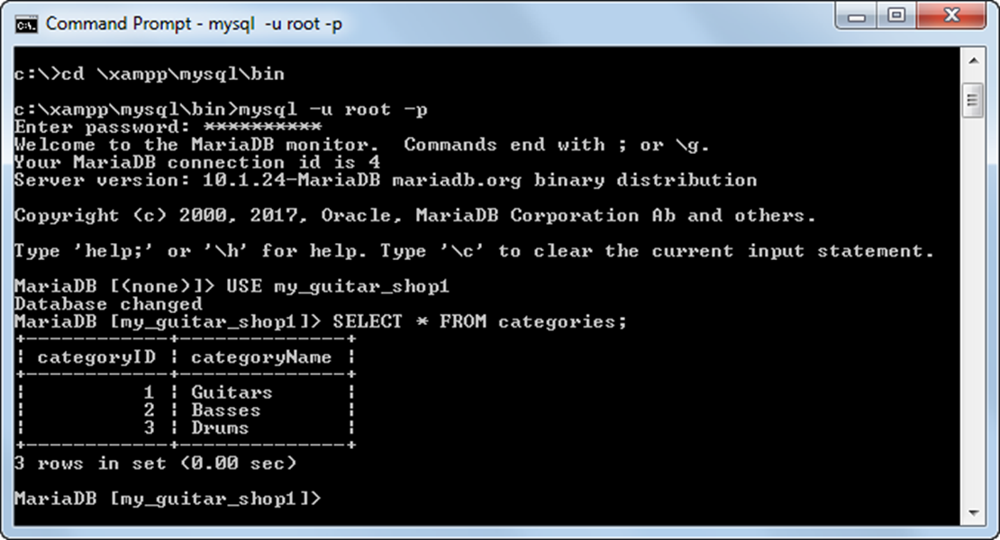 Command Prompt - mysql  -u root -p
c:\>cd \xampp\mysql\bin
c:\xampp\mysql\bin>mysql -u root -p
Enter password: **********
Welcome to the MariaDB monitor.  Commands end with ; or \g.
Your MariaDB connection id is 4
Server version: 10.1.24-MariaDB mariadb.org binary distribution
Copyright (c) 2000, 2017, Oracle, MariaDB Corporation Ab and others.
Type 'help;' or '\h' for help. Type '\c' to clear the current input statement.
MariaDB [(none)]> USE my_guitar_shop1
Database changed
MariaDB [my_guitar_shop1]> SELECT * FROM categories;
+------------+--------------+
| categoryID | categoryName |
+------------+--------------+
|          1 | Guitars      |
|          2 | Basses       |
|          3 | Drums        |
+------------+--------------+
3 rows in set (0.00 sec)
MariaDB [my_guitar_shop1]>